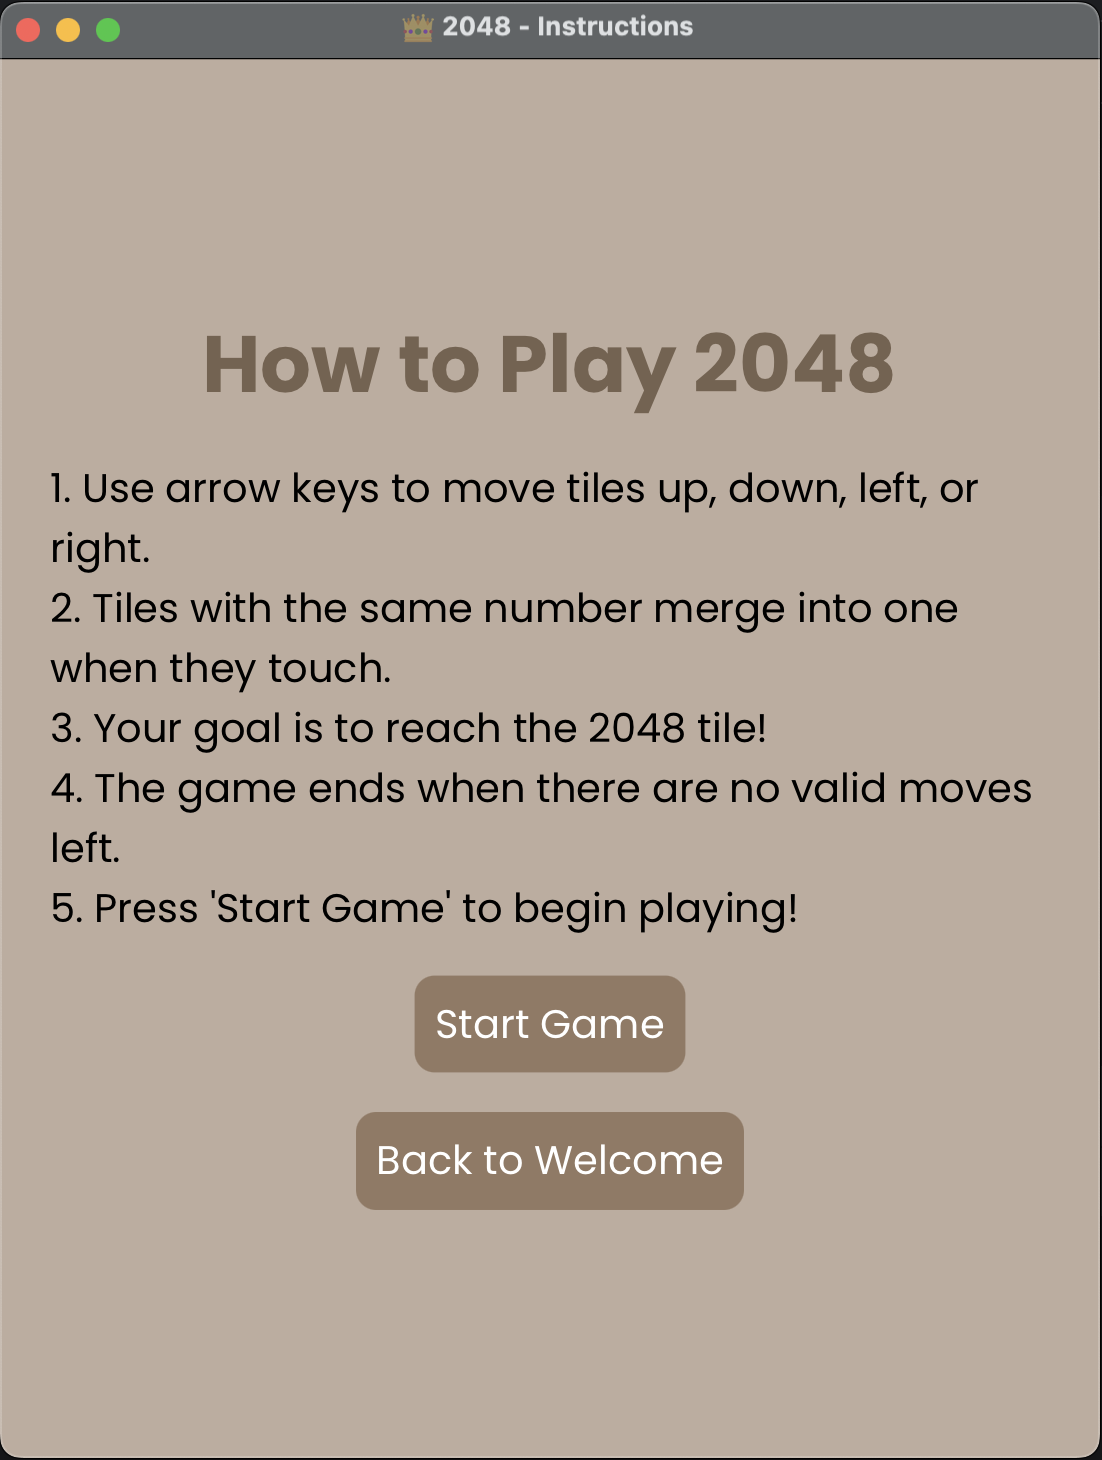 2048 - Instructions
How to Play 2048
1. Use arrow keys to move tiles up, down, left, or
right.
2. Tiles with the same number merge into one
when they touch.
3. Your goal is to reach the 2048 tile!
4. The game ends when there are no valid moves
left.
5. Press 'Start Game' to begin playing!
Start Game
Back to Welcome